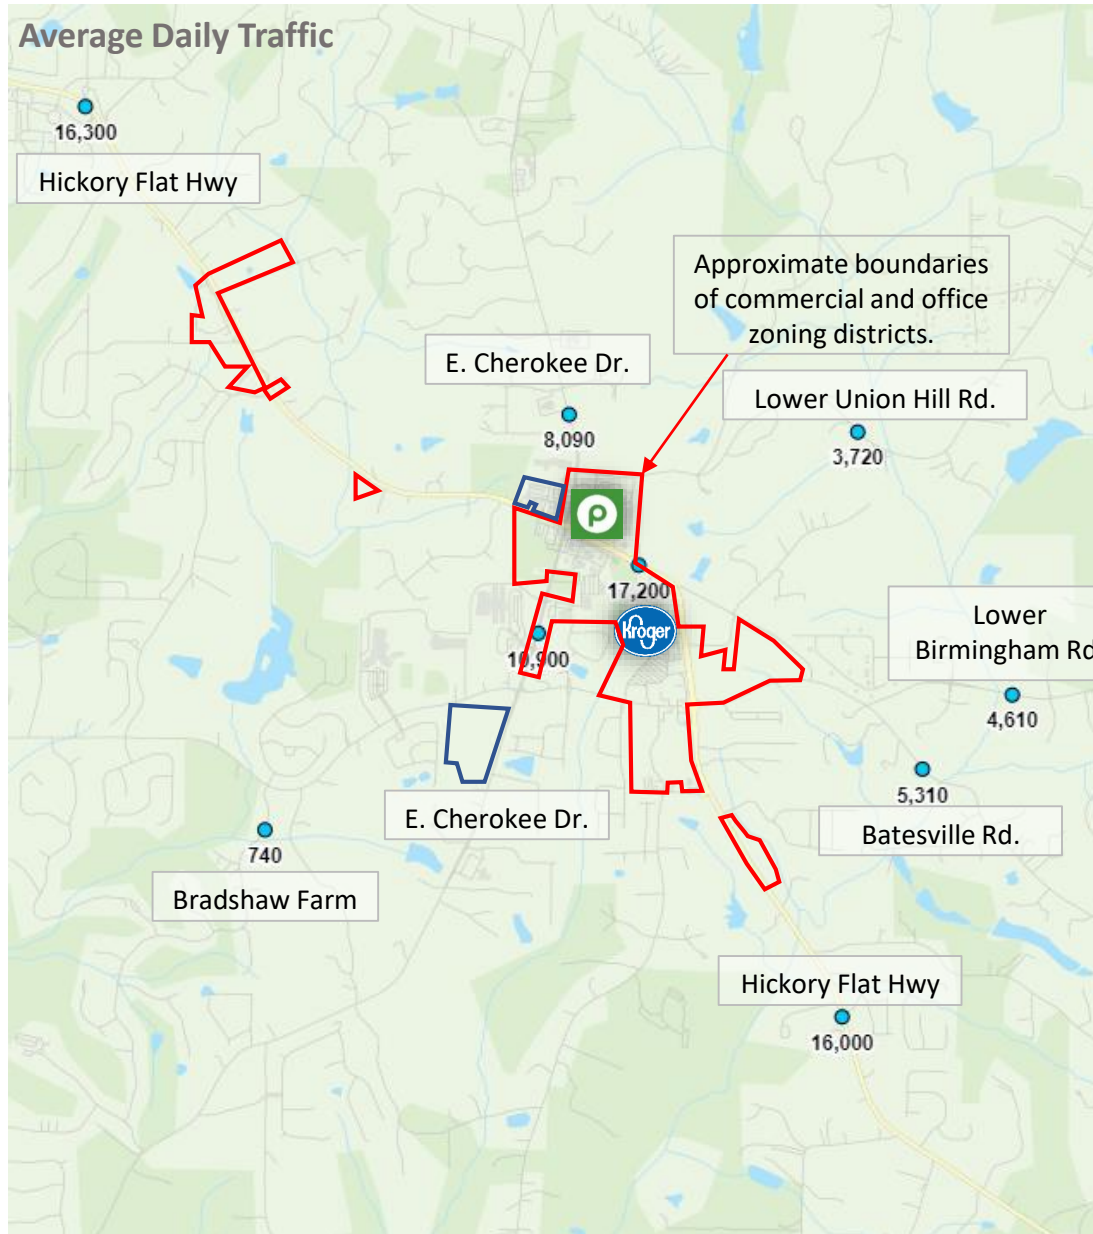 Average Daily Traffic
16,300
Hickory Flat Hwy
Approximate boundaries
of commercial and office
zoning districts.
E. Cherokee Dr.
8,090
Lower Union Hill Rd.
3,720
17,200
Kroger
10,900
Lower
Birmingham Rd
4,610
5,310
Batesville Rd.
E. Cherokee Dr.
740
Bradshaw Farm
Hickory Flat Hwy
16,000